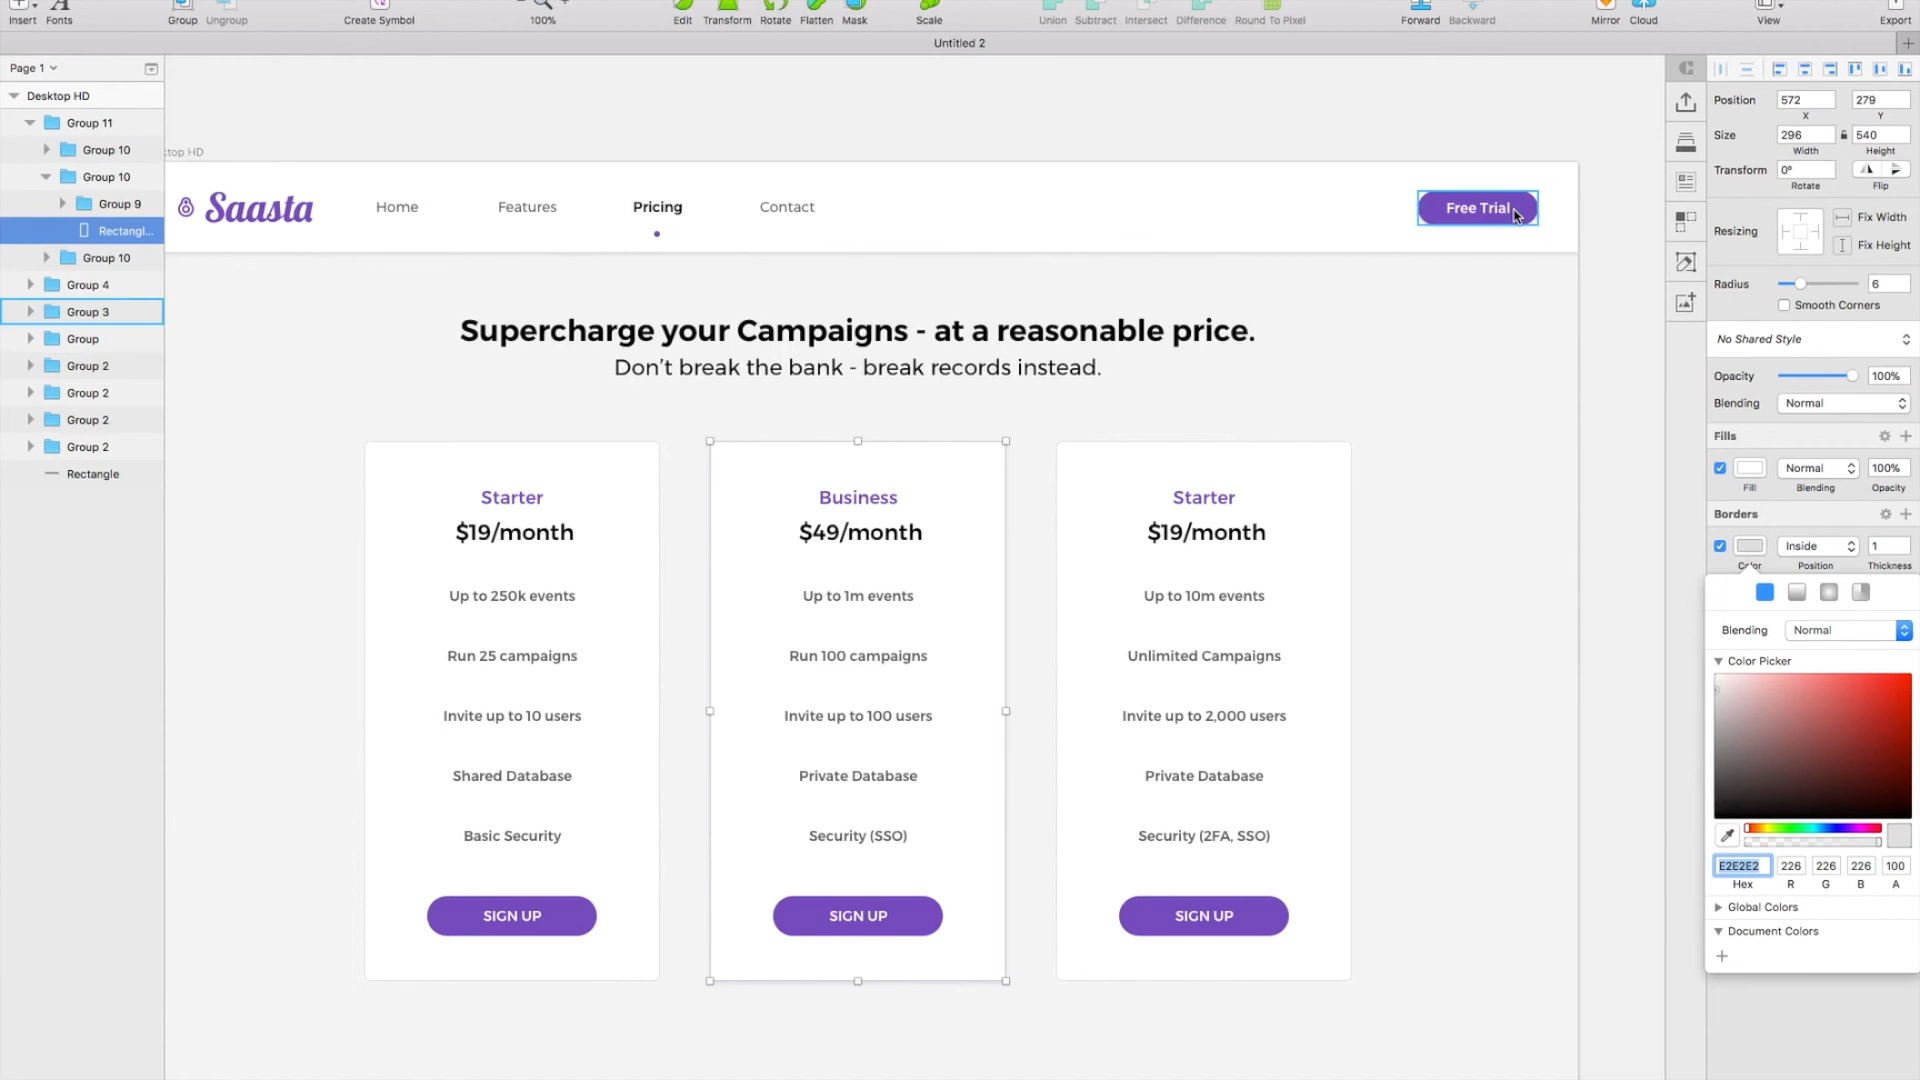 Insert Fonts Group Ungroup Create Symbol 100% Edit Transform Rotate Flatten Mask Scale Union Subtract Intersect Difference Round To Pixel Forward Backward Mirror Cloud View Export
Untitled 2
Page 1
Desktop HD
Group 11
Group 10
Group 10
Group 9
Rectangl...
Group 10
Group 4
Group 3
Group
Group 2
Group 2
Group 2
Group 2
Rectangle
top HD
Saasta Home Features Pricing Contact Free Trial
Supercharge your Campaigns - at a reasonable price.
Don’t break the bank - break records instead.
Starter
$19/month
Up to 250k events
Run 25 campaigns
Invite up to 10 users
Shared Database
Basic Security
SIGN UP
Business
$49/month
Up to 1m events
Run 100 campaigns
Invite up to 100 users
Private Database
Security (SSO)
SIGN UP
Starter
$19/month
Up to 10m events
Unlimited Campaigns
Invite up to 2,000 users
Private Database
Security (2FA, SSO)
SIGN UP
Position 572 279
X Y
Size 296 540
Width Height
Transform 0°
Rotate Flip
Resizing Fix Width
Fix Height
Radius 6
Smooth Corners
No Shared Style
Opacity 100%
Blending Normal
Fills
Normal 100%
Fill Blending Opacity
Borders
Inside 1
Color Position Thickness
Blending Normal
Color Picker
E2E2E2 226 226 226 100
Hex R G B A
Global Colors
Document Colors